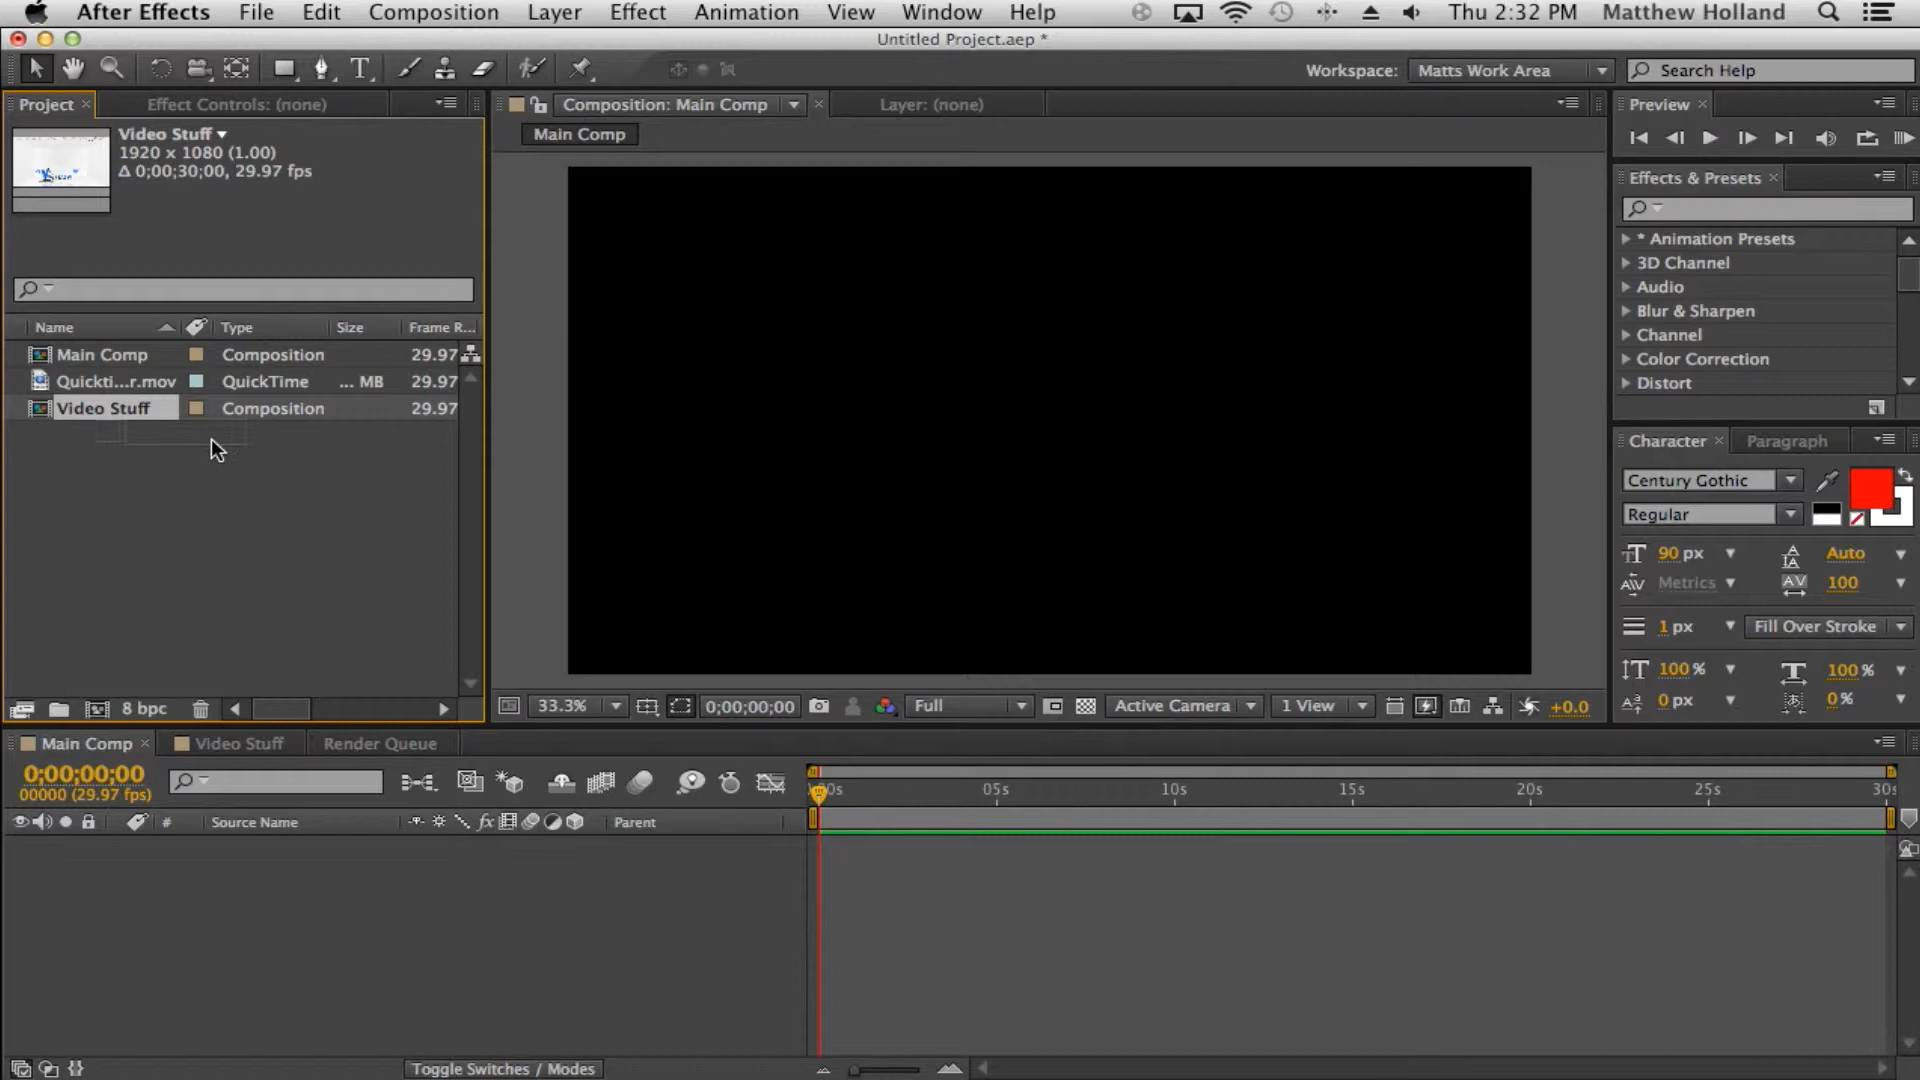 After Effects File Edit Composition Layer Effect Animation View Window Help Thu 2:32 PM Matthew Holland
Untitled Project.aep *
Workspace: Matts Work Area Search Help
Project Effect Controls: (none)
Composition: Main Comp Layer: (none)
Main Comp
Video Stuff
1920 x 1080 (1.00)
Δ 0;00;30;00, 29.97 fps
Name Type Size Frame R...
Main Comp Composition 29.97
Quickti...r.mov QuickTime ... MB 29.97
Video Stuff Composition 29.97
8 bpc
33.3% 0;00;00;00 Full Active Camera 1 View +0.0
Preview
Effects & Presets
* Animation Presets
3D Channel
Audio
Blur & Sharpen
Channel
Color Correction
Distort
Character Paragraph
Century Gothic
Regular
90 px Auto
Metrics 100
1 px Fill Over Stroke
100 % 100 %
0 px 0 %
Main Comp Video Stuff Render Queue
0;00;00;00
00000 (29.97 fps)
05s 10s 15s 20s 25s
# Source Name Parent
Toggle Switches / Modes